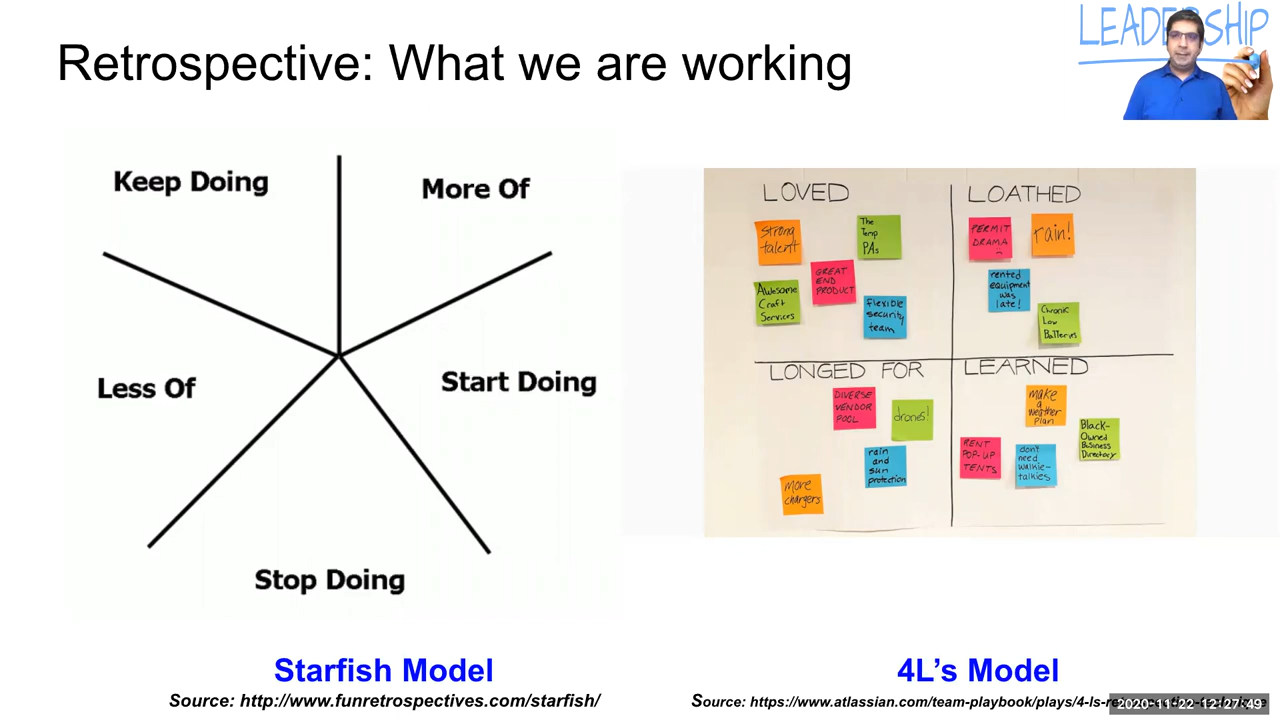 LEADERSHIP
Retrospective: What we are working
Keep Doing
More Of
Less Of
Start Doing
Stop Doing
LOVED
Strong
talent
The
Temp
PAs
GREAT
END
PRODUCT
Awesome
Craft
Services
flexible
security
team
LOATHED
PERMIT
DRAMA
rain!
rented
equipment
was
late!
Chronic
Low
Batteries
LONGED FOR
DIVERSE
VENDOR
POOL
drones!
rain
and
sun
protection
more
chargers
LEARNED
make
a
weather
plan
Black-
Owned
Business
Directory
RENT
POP-UP
TENTS
don't
need
walkie-
talkies
Starfish Model
Source: http://www.funretrospectives.com/starfish/
4L’s Model
Source: https://www.atlassian.com/team-playbook/plays/4-ls-retrospective-technique
2020-11-22-12:27:49